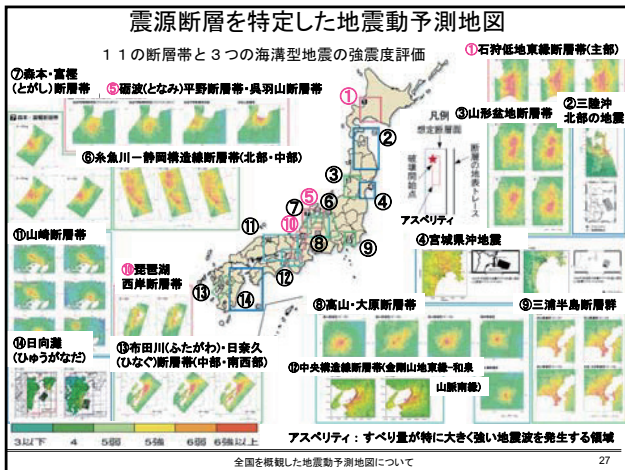 震源断層を特定した地震動予測地図
１１の断層帯と３つの海溝型地震の強震度評価
⑦森本・富樫
(とがし)断層帯
⑤砺波(となみ)平野断層帯・呉羽山断層帯
①石狩低地東縁断層帯(主部)
⑥糸魚川－静岡構造線断層帯(北部・中部)
③山形盆地断層帯
②三陸沖
北部の地震
凡例
想定断層面
破壊開始点
断層の地表トレース
アスペリティ
①
②
③
④
⑤
⑥
⑦
⑧
⑨
⑩
⑪
⑫
⑬
⑭
⑪山崎断層帯
⑩琵琶湖
西岸断層帯
④宮城県沖地震
⑧高山・大原断層帯
⑨三浦半島断層群
⑭日向灘
(ひゅうがなだ)
⑬布田川(ふたがわ)・日奈久
(ひなぐ)断層帯(中部・南西部)
⑫中央構造線断層帯(金剛山地東縁-和泉
山脈南縁)
3以下 4 5弱 5強 6弱 6強以上
アスペリティ：すべり量が特に大きく強い地震波を発生する領域
全国を概観した地震動予測地図について
27